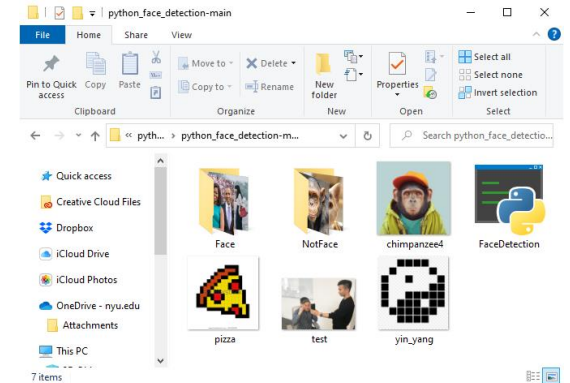 python_face_detection-main
File Home Share View
Pin to Quick access
Copy
Paste
Move to
Copy to
Delete
Rename
New folder
Properties
Select all
Select none
Invert selection
Clipboard Organize New Open Select
« pyth... › python_face_detection-m...
Search python_face_detectio...
Quick access
Creative Cloud Files
Dropbox
iCloud Drive
iCloud Photos
OneDrive - nyu.edu
Attachments
This PC
Face NotFace chimpanzee4 FaceDetection
pizza test yin_yang
7 items